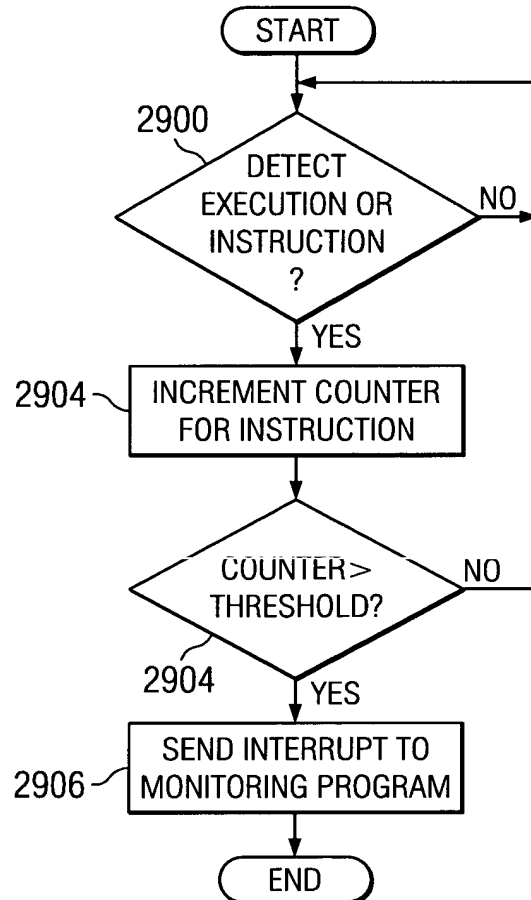 START
2900
DETECT
EXECUTION OR
INSTRUCTION
?
NO
YES
2904
INCREMENT COUNTER
FOR INSTRUCTION
COUNTER>
THRESHOLD?
NO
2904
YES
2906
SEND INTERRUPT TO
MONITORING PROGRAM
END